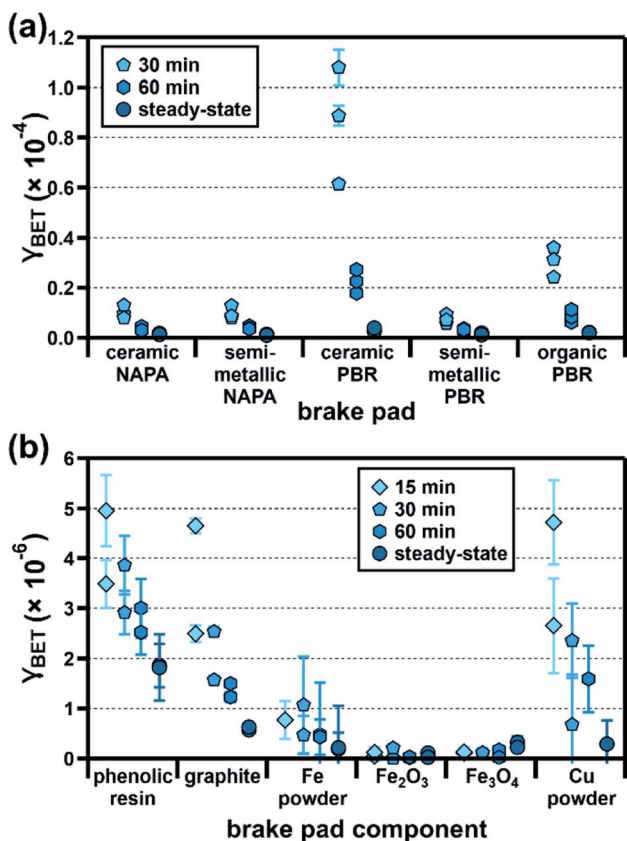 (a)
1.2
1.0
0.8
0.6
0.4
0.2
0.0
Y_BET (× 10⁻⁴)
30 min
60 min
steady-state
ceramic NAPA
semi-metallic NAPA
ceramic PBR
semi-metallic PBR
organic PBR
brake pad
(b)
6
5
4
3
2
1
0
Y_BET (× 10⁻⁶)
15 min
30 min
60 min
steady-state
phenolic resin
graphite
Fe powder
Fe₂O₃
Fe₃O₄
Cu powder
brake pad component